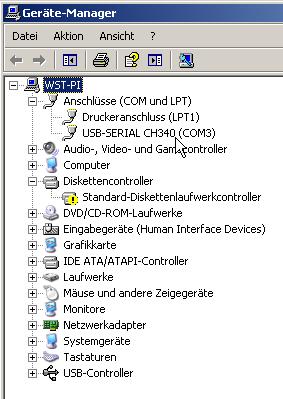 Geräte-Manager
Datei Aktion Ansicht ?
WST-PI
Anschlüsse (COM und LPT)
Druckeranschluss (LPT1)
USB-SERIAL CH340 (COM3)
Audio-, Video- und Gamecontroller
Computer
Diskettencontroller
Standard-Diskettenlaufwerkcontroller
DVD/CD-ROM-Laufwerke
Eingabegeräte (Human Interface Devices)
Grafikkarte
IDE ATA/ATAPI-Controller
Laufwerke
Mäuse und andere Zeigegeräte
Monitore
Netzwerkadapter
Systemgeräte
Tastaturen
USB-Controller